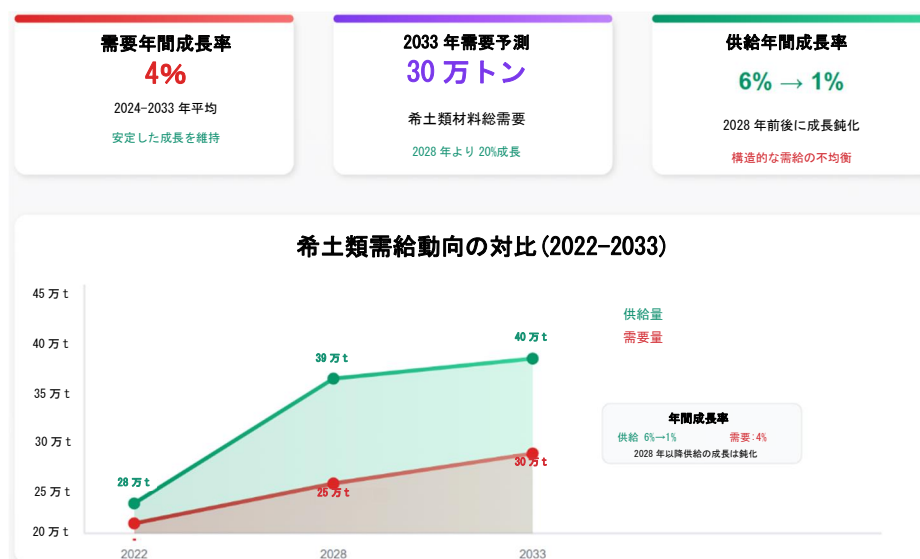 需要年間成長率
4%
2024-2033 年平均
安定した成長を維持
2033 年需要予測
30 万トン
希土類材料総需要
2028 年より 20%成長
供給年間成長率
6% → 1%
2028 年前後に成長鈍化
構造的な需給の不均衡
希土類需給動向の対比(2022-2033)
45 万 t
40 万 t
35 万 t
30 万 t
25 万 t
20 万 t
28 万 t
39 万 t
40 万 t
25 万 t
30 万 t
2022
2028
2033
供給量
需要量
年間成長率
供給 6%→1% 需要:4%
2028 年以降供給の成長は鈍化